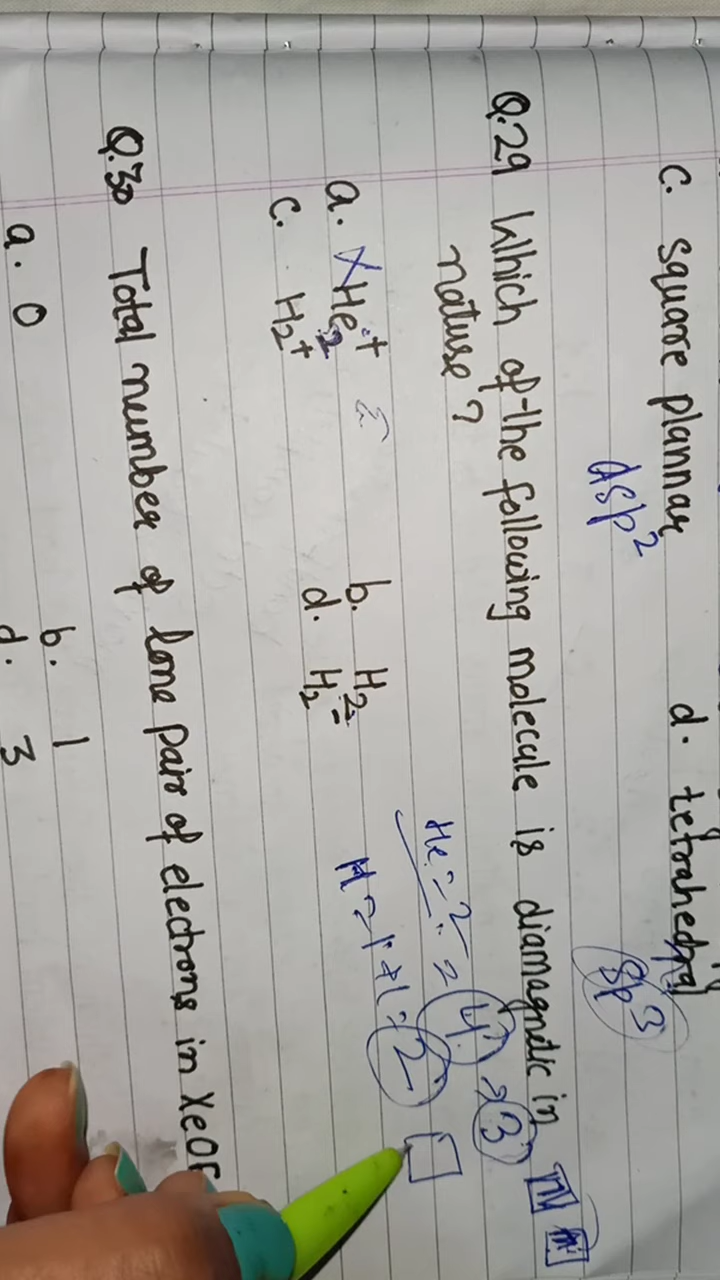 c. square plannar d. tetrahedral
dsp² sp³
Q.29 Which of the following molecule is diamagnetic in
nature?
He = 2 = 4 > 3
a. X He₂⁺ b. H₂
H = 1 + 1 = 2
c. H₂⁺ d. H₂⁻
Q.30 Total number of lone pair of electrons in XeOF
a. 0 b. 1
d. 3